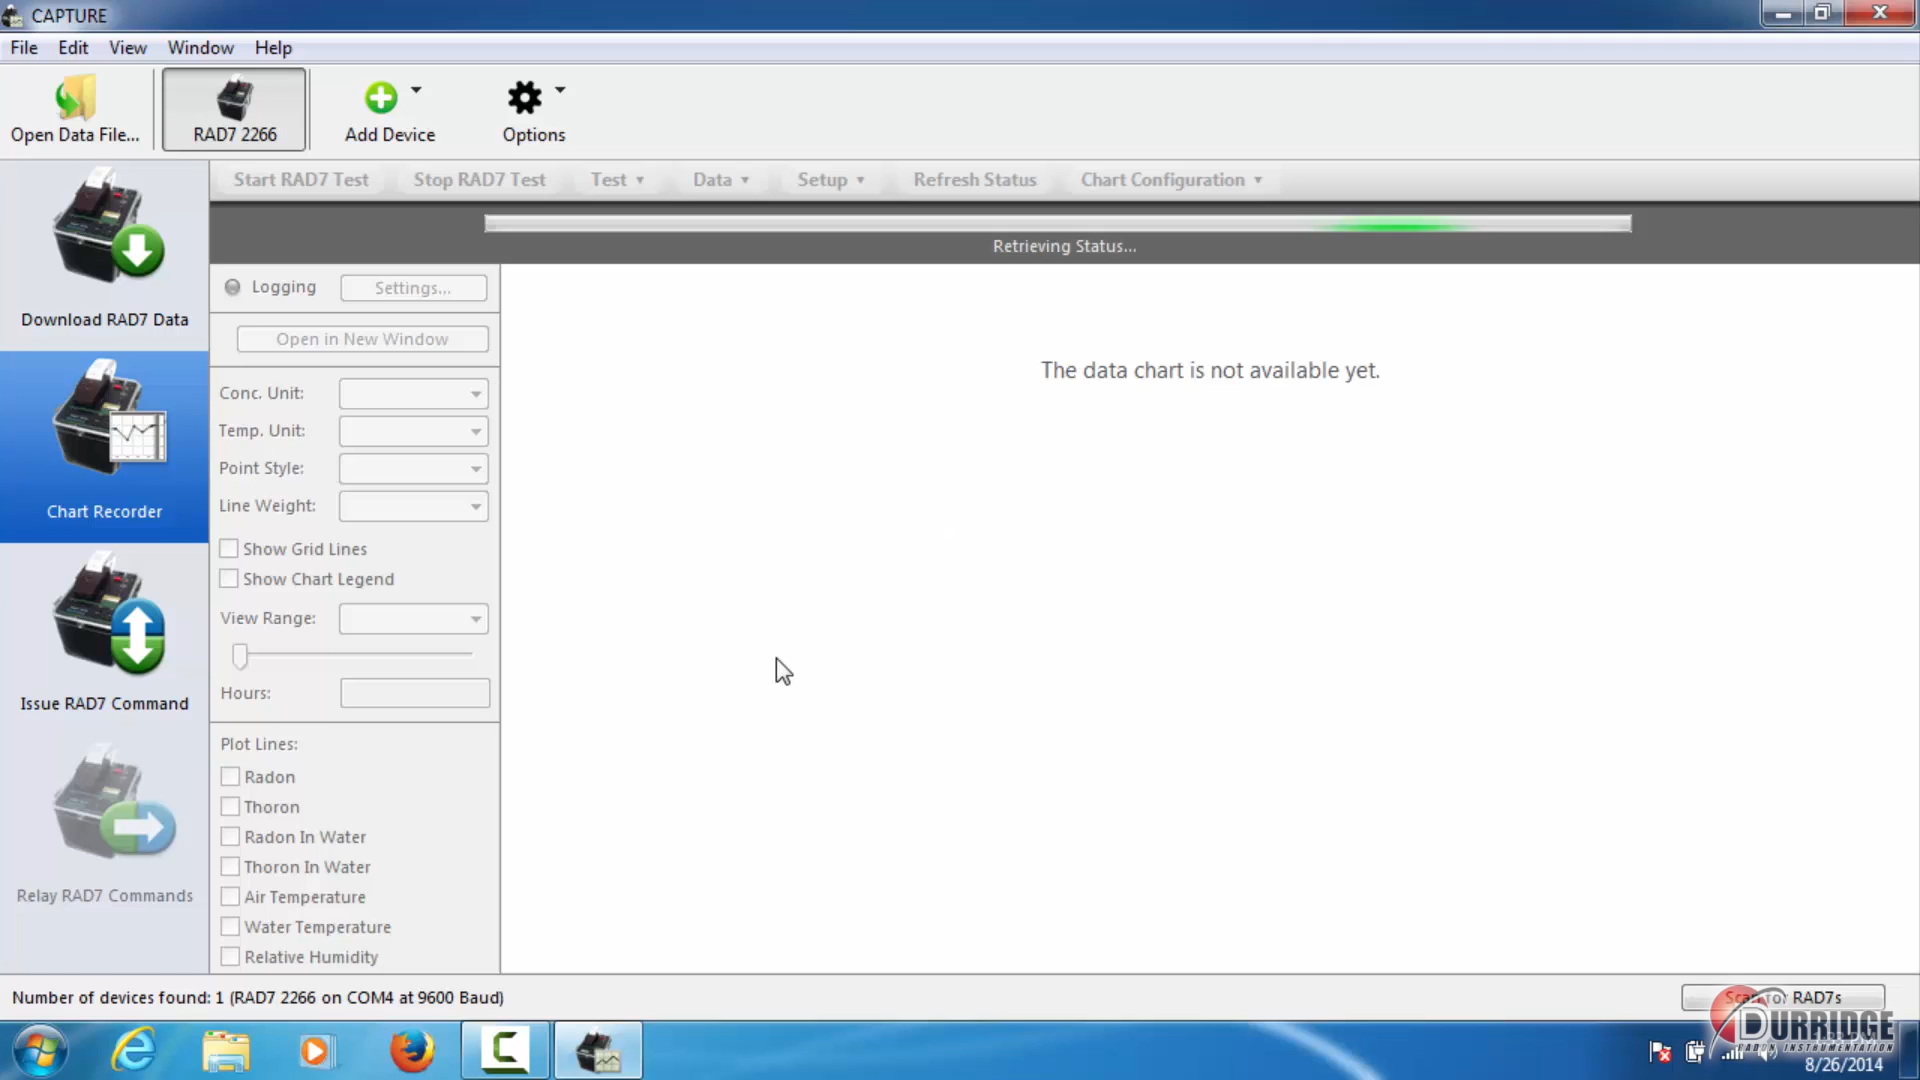 CAPTURE
File Edit View Window Help
Open Data File...
RAD7 2266
Add Device
Options
Start RAD7 Test Stop RAD7 Test Test Data Setup Refresh Status Chart Configuration
Retrieving Status...
Download RAD7 Data
Chart Recorder
Issue RAD7 Command
Relay RAD7 Commands
Logging Settings...
Open in New Window
Conc. Unit:
Temp. Unit:
Point Style:
Line Weight:
Show Grid Lines
Show Chart Legend
View Range:
Hours:
Plot Lines:
Radon
Thoron
Radon In Water
Thoron In Water
Air Temperature
Water Temperature
Relative Humidity
The data chart is not available yet.
Number of devices found: 1 (RAD7 2266 on COM4 at 9600 Baud)
Scan for RAD7s
DURRIDGE
RADON INSTRUMENTATION
8/26/2014